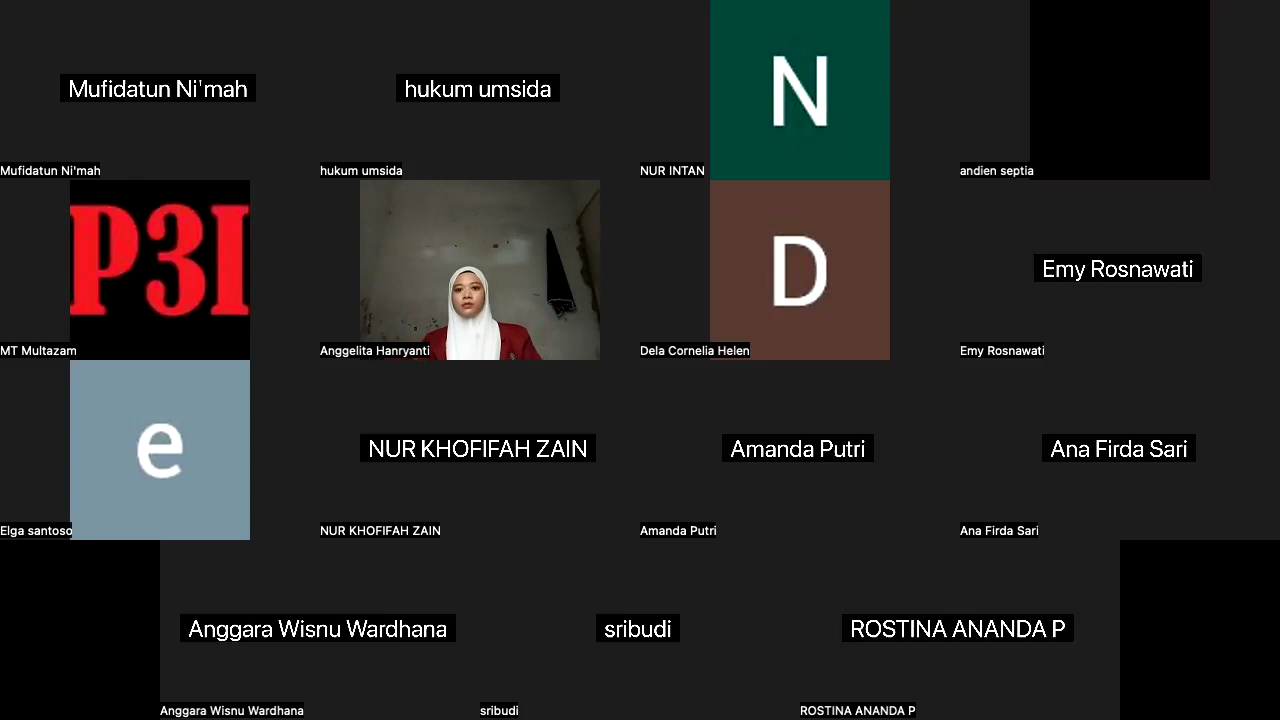 Mufidatun Ni'mah
hukum umsida
N
Mufidatun Ni'mah
hukum umsida
NUR INTAN
andien septia
P3I
D
Emy Rosnawati
MT Multazam
Anggelita Hanryanti
Dela Cornelia Helen
Emy Rosnawati
e
NUR KHOFIFAH ZAIN
Amanda Putri
Ana Firda Sari
Elga santoso
NUR KHOFIFAH ZAIN
Amanda Putri
Ana Firda Sari
Anggara Wisnu Wardhana
sribudi
ROSTINA ANANDA P
Anggara Wisnu Wardhana
sribudi
ROSTINA ANANDA P